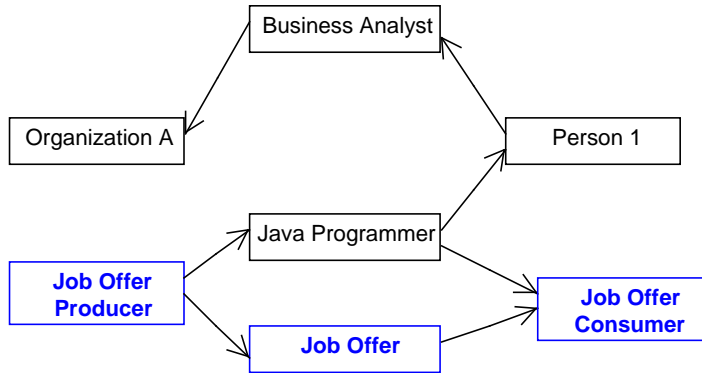 Business Analyst
Organization A
Person 1
Java Programmer
Job Offer
Producer
Job Offer
Consumer
Job Offer